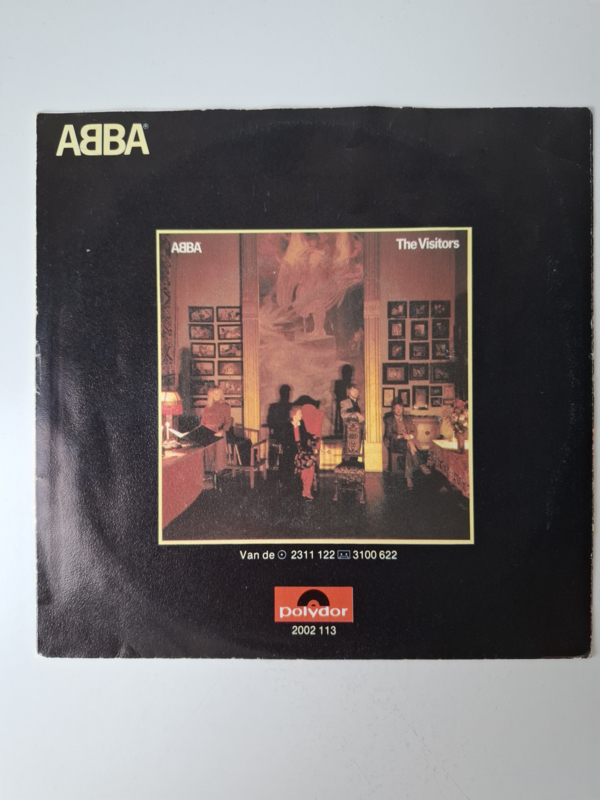 ABBA®
ABBA
The Visitors
Van de 2311 122 3100 622
polydor
2002 113